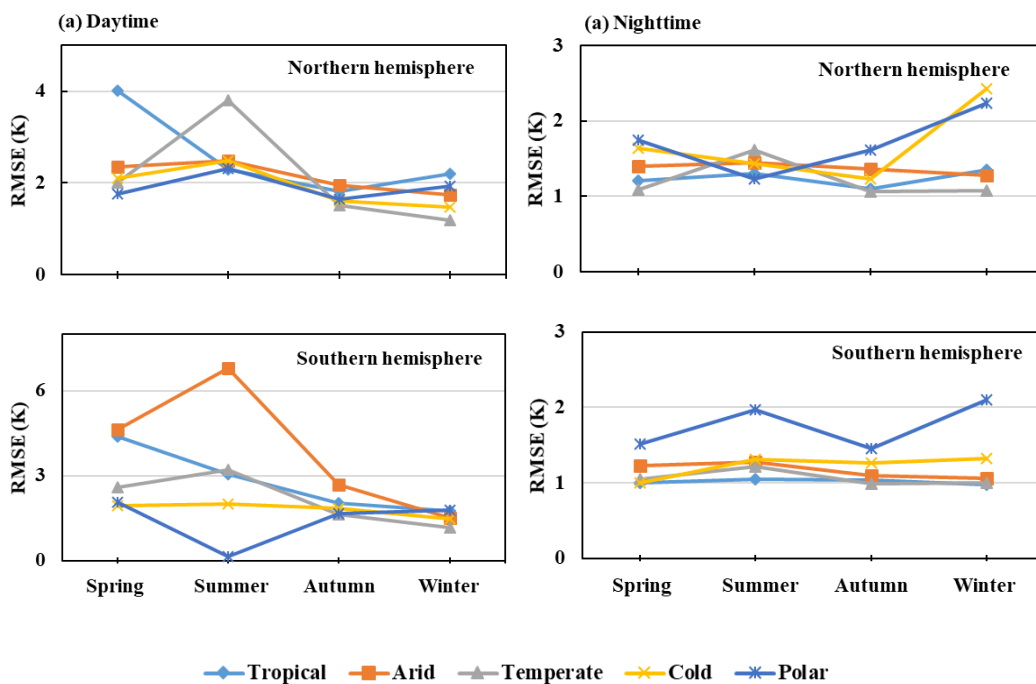 (a) Daytime
Northern hemisphere
RMSE (K)
4
2
0
(a) Nighttime
Northern hemisphere
RMSE (K)
3
2
1
0
Southern hemisphere
RMSE (K)
6
3
0
Spring Summer Autumn Winter
Southern hemisphere
RMSE (K)
3
2
1
0
Spring Summer Autumn Winter
Tropical Arid Temperate Cold Polar